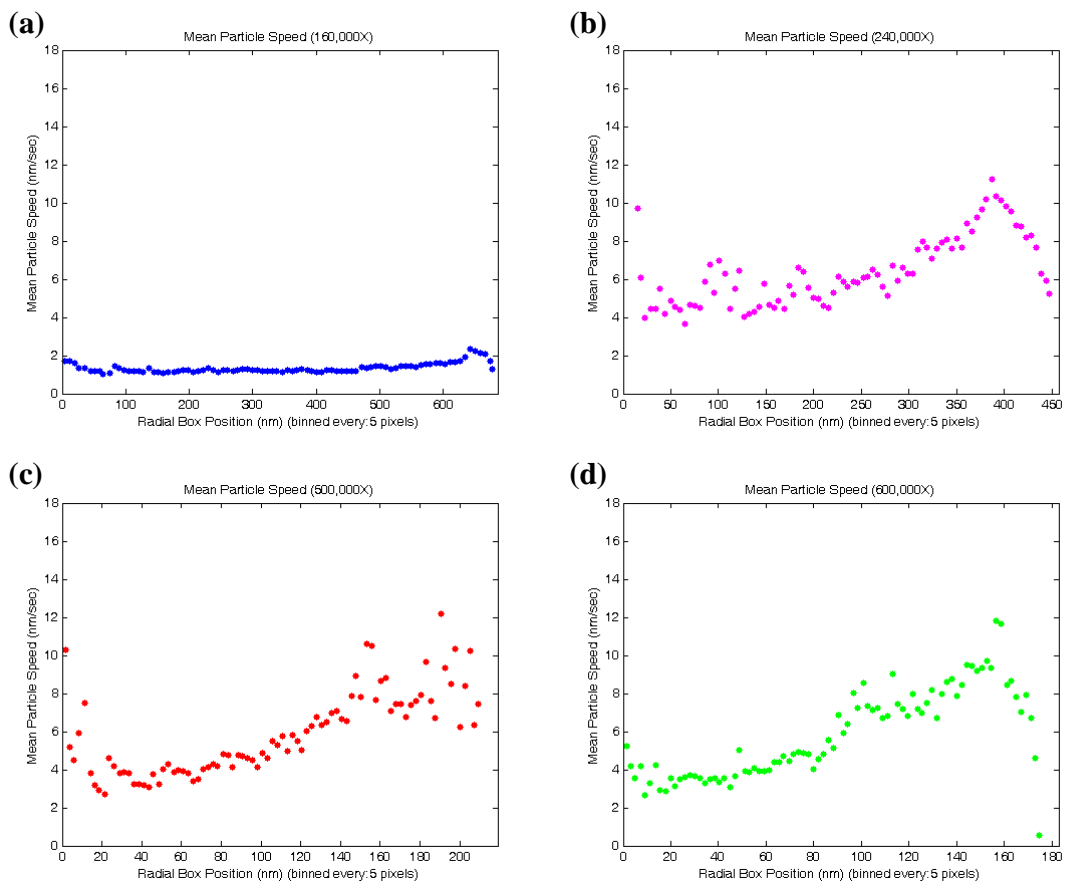 (a)
Mean Particle Speed (160,000X)
Mean Particle Speed (nm/sec)
18
16
14
12
10
8
6
4
2
0
0 100 200 300 400 500 600
Radial Box Position (nm) (binned every: 5 pixels)
(b)
Mean Particle Speed (240,000X)
Mean Particle Speed (nm/sec)
18
16
14
12
10
8
6
4
2
0
0 50 100 150 200 250 300 350 400 450
Radial Box Position (nm) (binned every: 5 pixels)
(c)
Mean Particle Speed (500,000X)
Mean Particle Speed (nm/sec)
18
16
14
12
10
8
6
4
2
0
0 20 40 60 80 100 120 140 160 180 200
Radial Box Position (nm) (binned every: 5 pixels)
(d)
Mean Particle Speed (600,000X)
Mean Particle Speed (nm/sec)
18
16
14
12
10
8
6
4
2
0
0 20 40 60 80 100 120 140 160 180
Radial Box Position (nm) (binned every: 5 pixels)